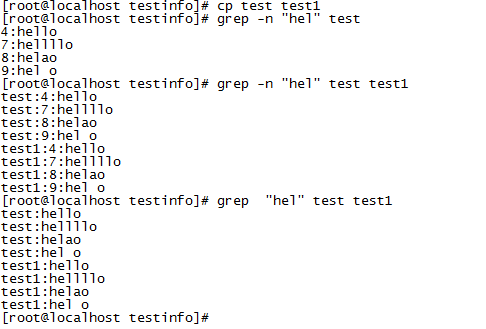 [root@localhost testinfo]# cp test test1
[root@localhost testinfo]# grep -n "hel" test
4:hello
7:hellllo
8:helao
9:hel o
[root@localhost testinfo]# grep -n "hel" test test1
test:4:hello
test:7:hellllo
test:8:helao
test:9:hel o
test1:4:hello
test1:7:hellllo
test1:8:helao
test1:9:hel o
[root@localhost testinfo]# grep  "hel" test test1
test:hello
test:hellllo
test:helao
test:hel o
test1:hello
test1:hellllo
test1:helao
test1:hel o
[root@localhost testinfo]#